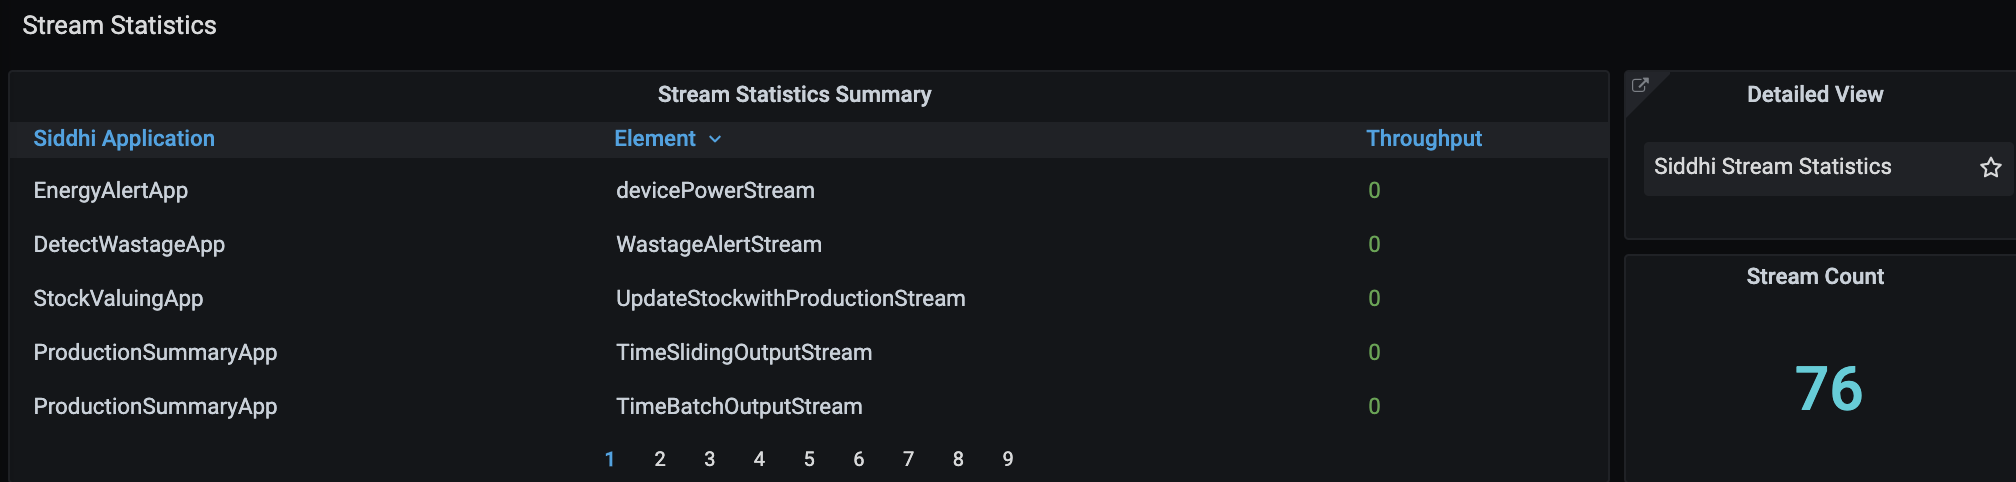 Stream Statistics
Stream Statistics Summary
Siddhi Application Element Throughput
EnergyAlertApp devicePowerStream 0
DetectWastageApp WastageAlertStream 0
StockValuingApp UpdateStockwithProductionStream 0
ProductionSummaryApp TimeSlidingOutputStream 0
ProductionSummaryApp TimeBatchOutputStream 0
1 2 3 4 5 6 7 8 9
Detailed View
Siddhi Stream Statistics
Stream Count
76